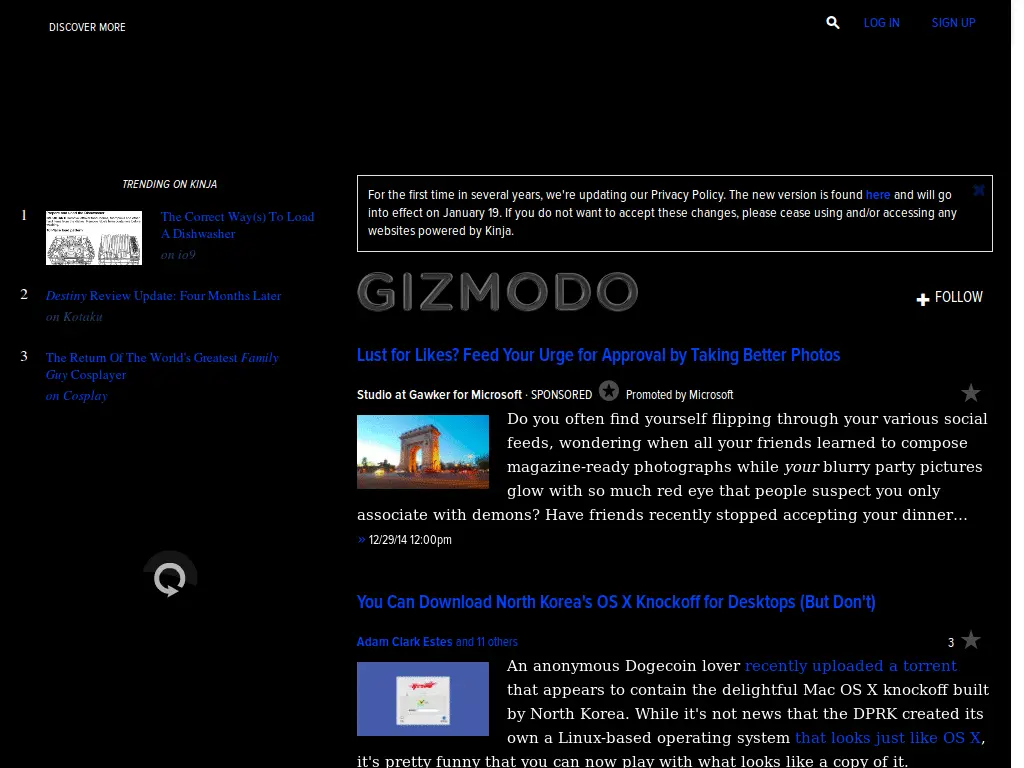 DISCOVER MORE
LOG IN
SIGN UP
TRENDING ON KINJA
1
The Correct Way(s) To Load
A Dishwasher
on io9
2
Destiny Review Update: Four Months Later
on Kotaku
3
The Return Of The World's Greatest Family
Guy Cosplayer
on Cosplay
For the first time in several years, we're updating our Privacy Policy. The new version is found here and will go
into effect on January 19. If you do not want to accept these changes, please cease using and/or accessing any
websites powered by Kinja.
GIZMODO
FOLLOW
Lust for Likes? Feed Your Urge for Approval by Taking Better Photos
Studio at Gawker for Microsoft · SPONSORED Promoted by Microsoft
Do you often find yourself flipping through your various social
feeds, wondering when all your friends learned to compose
magazine-ready photographs while your blurry party pictures
glow with so much red eye that people suspect you only
associate with demons? Have friends recently stopped accepting your dinner...
» 12/29/14 12:00pm
You Can Download North Korea's OS X Knockoff for Desktops (But Don't)
Adam Clark Estes and 11 others
3
An anonymous Dogecoin lover recently uploaded a torrent
that appears to contain the delightful Mac OS X knockoff built
by North Korea. While it's not news that the DPRK created its
own a Linux-based operating system that looks just like OS X,
it's pretty funny that you can now play with what looks like a copy of it.